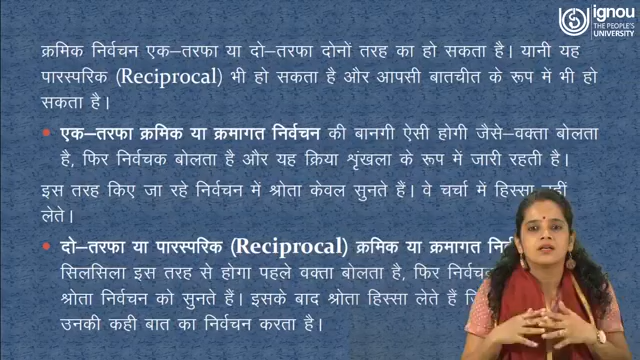 ignou
THE PEOPLE'S
UNIVERSITY
क्रमिक निर्वचन एक–तरफा या दो–तरफा दोनों तरह का हो सकता है। यानी यह
पारस्परिक (Reciprocal) भी हो सकता है और आपसी बातचीत के रूप में भी हो
सकता है।
• एक–तरफा क्रमिक या क्रमागत निर्वचन की बानगी ऐसी होगी जैसे–वक्ता बोलता
है, फिर निर्वचक बोलता है और यह क्रिया शृंखला के रूप में जारी रहती है।
इस तरह किए जा रहे निर्वचन में श्रोता केवल सुनते हैं। वे चर्चा में हिस्सा नहीं
लेते।
• दो–तरफा या पारस्परिक (Reciprocal) क्रमिक या क्रमागत
सिलसिला इस तरह से होगा पहले वक्ता बोलता है, फिर
श्रोता निर्वचन को सुनते हैं। इसके बाद श्रोता हिस्सा लेते हैं
उनकी कही बात का निर्वचन करता है।